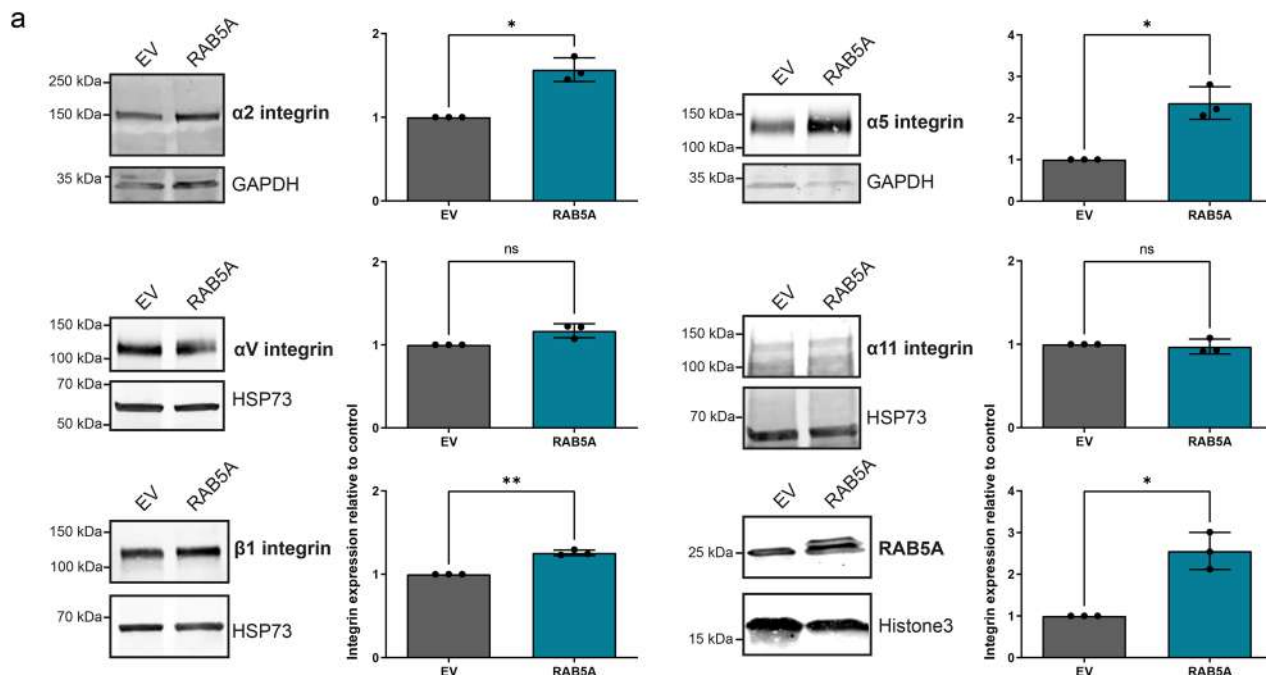 a
EV RAB5A
250 kDa
150 kDa
α2 integrin
35 kDa
GAPDH
*
2
1
0
EV RAB5A
EV RAB5A
150 kDa
100 kDa
α5 integrin
35 kDa
GAPDH
*
4
3
2
1
0
EV RAB5A
EV RAB5A
150 kDa
100 kDa
αV integrin
70 kDa
50 kDa
HSP73
ns
2
1
0
EV RAB5A
EV RAB5A
150 kDa
100 kDa
α11 integrin
70 kDa
HSP73
ns
2
1
0
EV RAB5A
EV RAB5A
150 kDa
100 kDa
β1 integrin
70 kDa
HSP73
Integrin expression relative to control
**
2
1
0
EV RAB5A
EV RAB5A
25 kDa
RAB5A
15 kDa
Histone3
Integrin expression relative to control
*
4
3
2
1
0
EV RAB5A